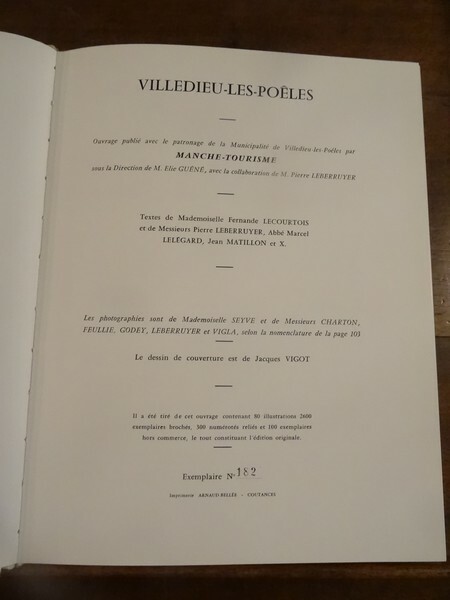 VILLEDIEU-LES-POÊLES
Ouvrage publié avec le patronage de la Municipalité de Villedieu-les-Poêles par
MANCHE-TOURISME
sous la Direction de M. Elie GUÉNÉ, avec la collaboration de M. Pierre LEBERRUYER
Textes de Mademoiselle Fernande LECOURTOIS
et de Messieurs Pierre LEBERRUYER, Abbé Marcel
LELÉGARD, Jean MATILLON et X.
Les photographies sont de Mademoiselle SEYVE et de Messieurs CHARTON,
FEULLIE, GODEY, LEBERRUYER et VIGLA, selon la nomenclature de la page 103
Le dessin de couverture est de Jacques VIGOT
Il a été tiré de cet ouvrage contenant 80 illustrations 2600
exemplaires brochés, 300 numérotés reliés et 100 exemplaires
hors commerce, le tout constituant l'édition originale.
Exemplaire N° 182
Imprimerie ARNAUD-BELLÉE - COUTANCES